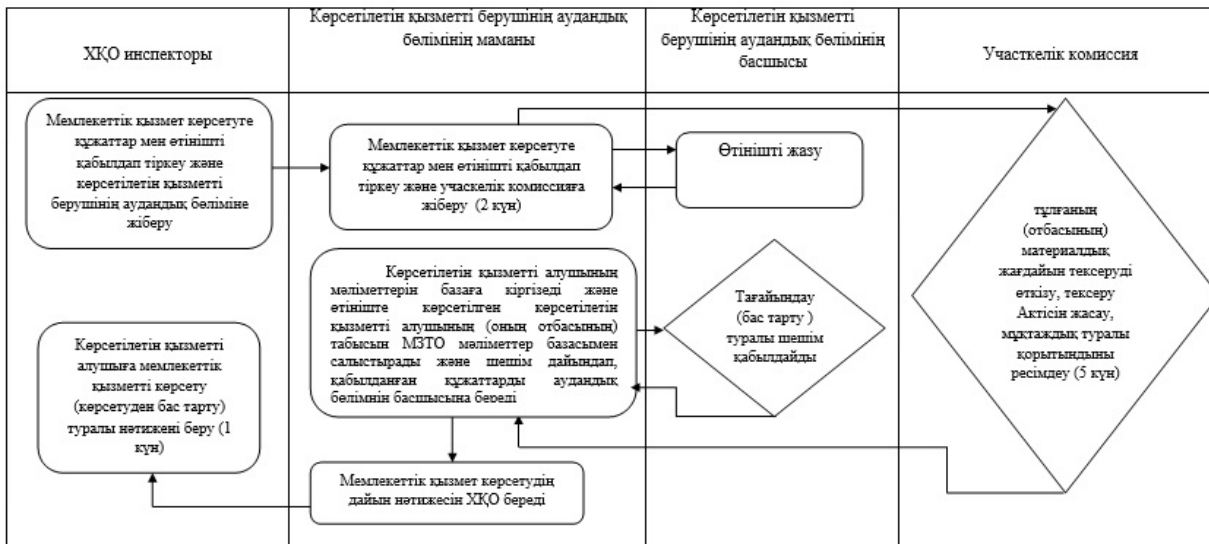 ХҚО инспекторы
Көрсетілетін қызметті берушінің аудандық
бөлімінің маманы
Көрсетілетін қызметті
берушінің аудандық бөлімінің
басшысы
Участкелік комиссия
Мемлекеттік қызмет көрсетуге
құжаттар мен өтінішті
қабылдап тіркеу және
көрсетілетін қызметті
берушінің аудандық бөліміне
жіберу
Мемлекеттік қызмет көрсетуге
құжаттар мен өтінішті қабылдап
тіркеу және учаскелік комиссияға
жіберу (2 күн)
Өтінішті жазу
тұлғаның
(отбасының)
материалдық
жағдайын тексеруді
өткізу, тексеру
Актісін жасау,
мұқтаждық туралы
қорытындыны
ресімдеу (5 күн)
Көрсетілетін қызметті алушының
мәліметтерін базаға кіргізеді және
өтініште көрсетілген көрсетілетін
қызметті алушының (оның отбасының)
табысын МЗТО мәліметтер базасымен
салыстырады және шешім дайындап,
қабылданған құжаттарды аудандық
бөлімнің басшысына береді
Тағайындау
(бас тарту )
туралы шешім
қабылдайды
Көрсетілетін қызметті
алушыға мемлекеттік
қызметті көрсету
(көрсетуден бас тарту)
туралы нәтижені беру (1
күн)
Мемлекеттік қызмет көрсетудің
дайын нәтижесін ХҚО береді